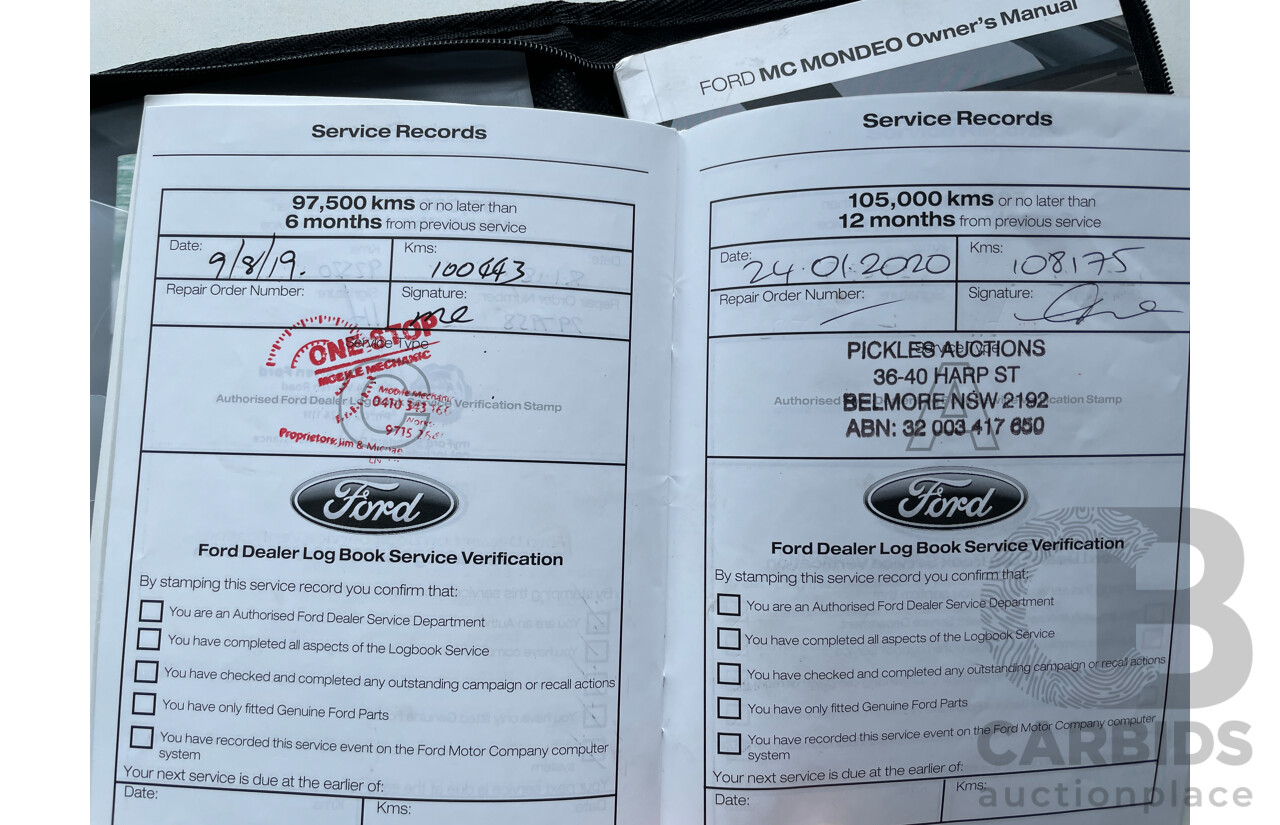 FORD MC MONDEO Owner's Manual
Service Records
97,500 kms or no later than
6 months from previous service
Date: 9/8/19.
Kms: 100443
Repair Order Number:
Signature:
Service Type
ONE STOP
MOBILE MECHANIC
C
Authorised Ford Dealer Log Book Service Verification Stamp
Mobile Mechanic
0410 343
9715
Proprietors Jim &
Ford
Ford Dealer Log Book Service Verification
By stamping this service record you confirm that:
You are an Authorised Ford Dealer Service Department
You have completed all aspects of the Logbook Service
You have checked and completed any outstanding campaign or recall actions
You have only fitted Genuine Ford Parts
You have recorded this service event on the Ford Motor Company computer
system
Your next service is due at the earlier of:
Date:
Kms:
Service Records
105,000 kms or no later than
12 months from previous service
Date: 24.01.2020
Kms: 108175
Repair Order Number:
Signature:
Service Type
PICKLES AUCTIONS
36-40 HARP ST
A
Authorised Verification Stamp
BELMORE NSW 2192
ABN: 32 003 417 650
Ford
Ford Dealer Log Book Service Verification
By stamping this service record you confirm that:
You are an Authorised Ford Dealer Service Department
You have completed all aspects of the Logbook Service
You have checked and completed any outstanding campaign or recall actions
You have only fitted Genuine Ford Parts
You have recorded this service event on the Ford Motor Company computer
system
Your next service is due at the earlier of:
Date:
Kms:
CB
CARBIDS
auctionplace